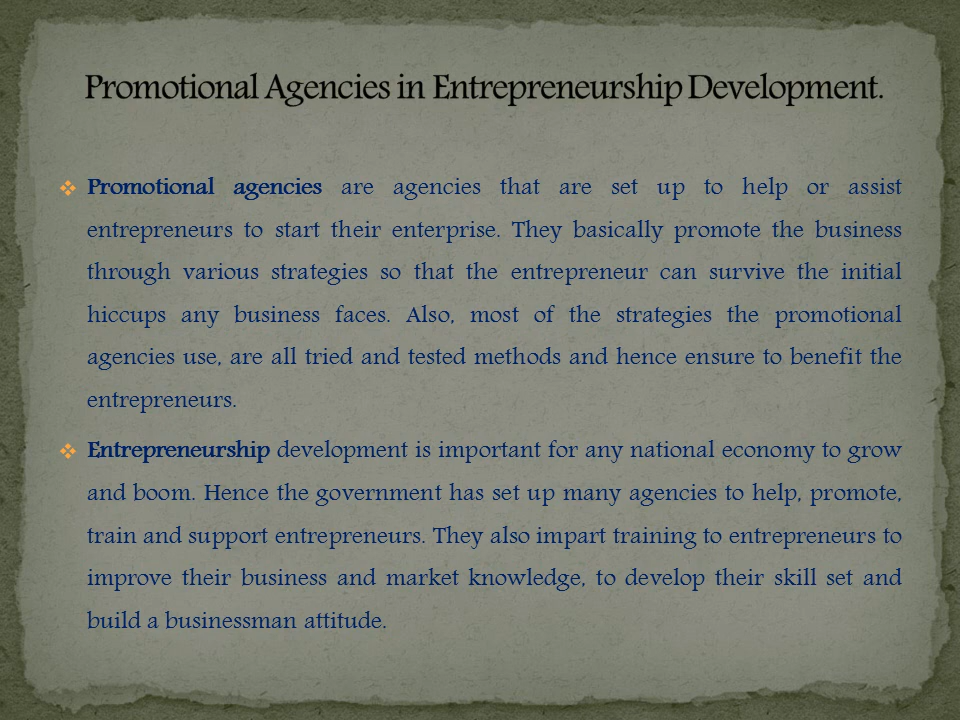 Promotional Agencies in Entrepreneurship Development.
Promotional agencies are agencies that are set up to help or assist
entrepreneurs to start their enterprise. They basically promote the business
through various strategies so that the entrepreneur can survive the initial
hiccups any business faces. Also, most of the strategies the promotional
agencies use, are all tried and tested methods and hence ensure to benefit the
entrepreneurs.
Entrepreneurship development is important for any national economy to grow
and boom. Hence the government has set up many agencies to help, promote,
train and support entrepreneurs. They also impart training to entrepreneurs to
improve their business and market knowledge, to develop their skill set and
build a businessman attitude.